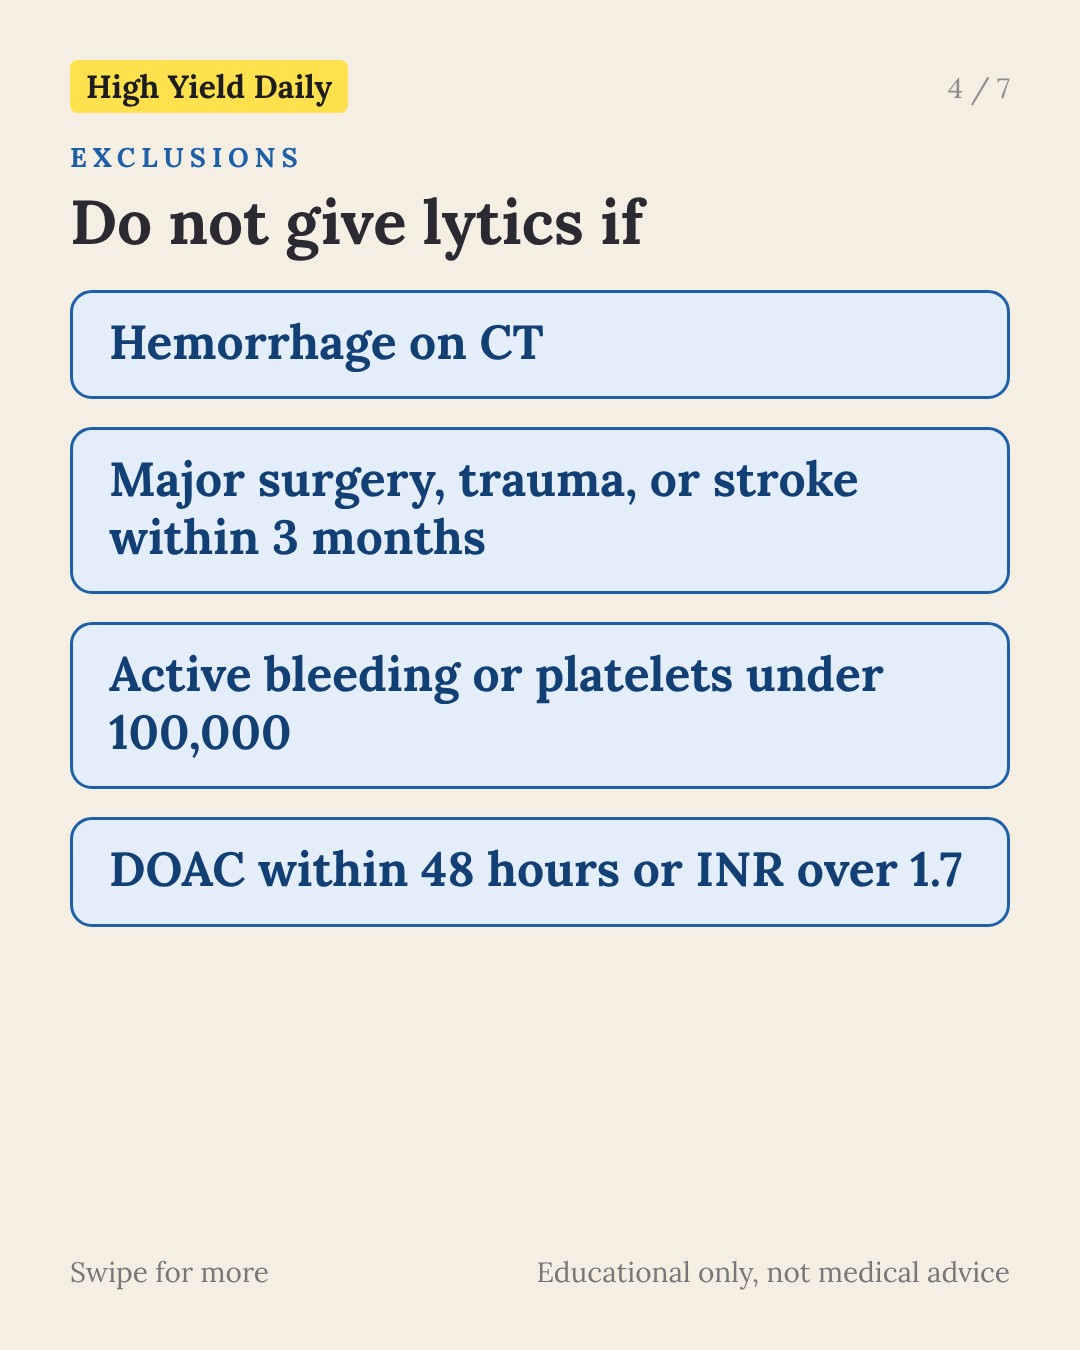 High Yield Daily
4 / 7
EXCLUSIONS
Do not give lytics if
Hemorrhage on CT
Major surgery, trauma, or stroke
within 3 months
Active bleeding or platelets under
100,000
DOAC within 48 hours or INR over 1.7
Swipe for more
Educational only, not medical advice